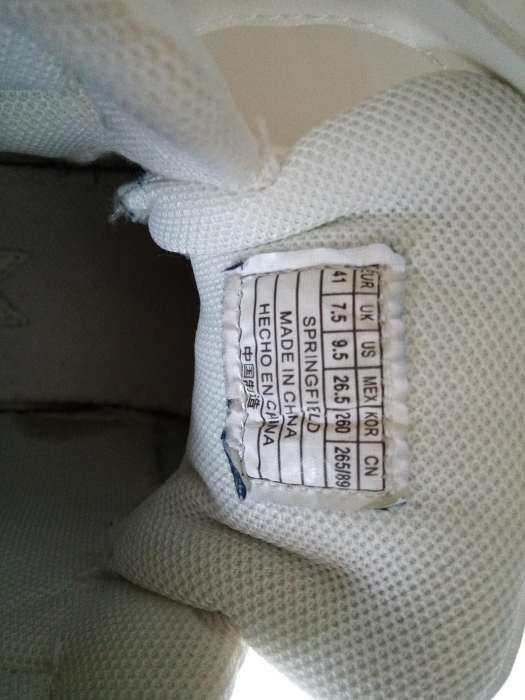 EUR UK US MEX KOR CN
41 7.5 9.5 26.5 260 265/89
SPRINGFIELD
MADE IN CHNA
HECHO EN CHINA
中国制造